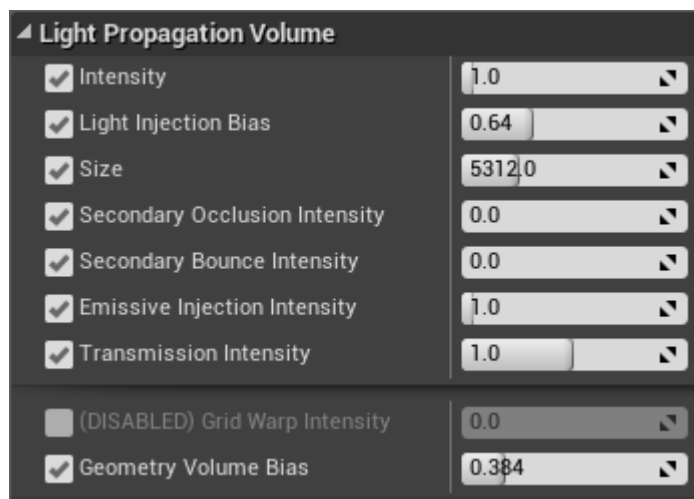 Light Propagation Volume
Intensity 1.0
Light Injection Bias 0.64
Size 5312.0
Secondary Occlusion Intensity 0.0
Secondary Bounce Intensity 0.0
Emissive Injection Intensity 1.0
Transmission Intensity 1.0
(DISABLED) Grid Warp Intensity 0.0
Geometry Volume Bias 0.384